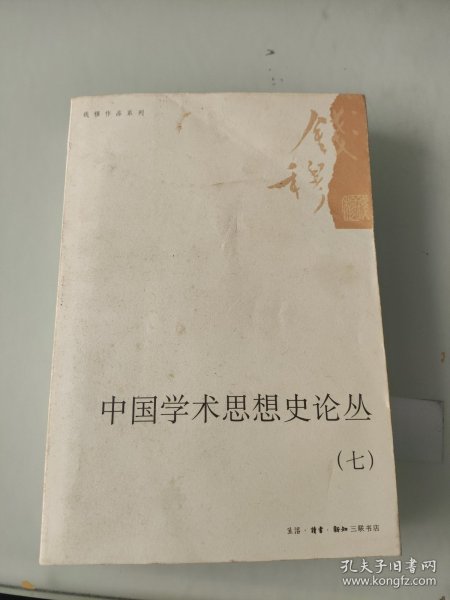 钱穆作品系列
錢穆
中国学术思想史论丛
（七）
生活·讀書·新知三联书店
孔夫子旧书网
www.kongfz.com